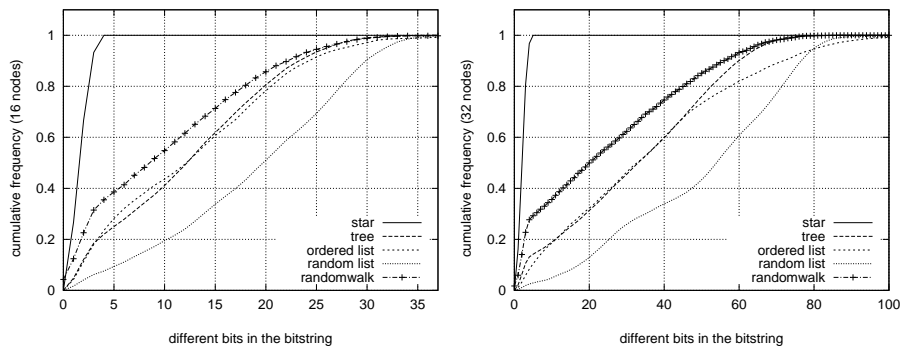 cumulative frequency (16 nodes)
1
0.8
0.6
0.4
0.2
0
0 5 10 15 20 25 30 35
star
tree
ordered list
random list
randomwalk
different bits in the bitstring
cumulative frequency (32 nodes)
1
0.8
0.6
0.4
0.2
0
0 20 40 60 80 100
star
tree
ordered list
random list
randomwalk
different bits in the bitstring